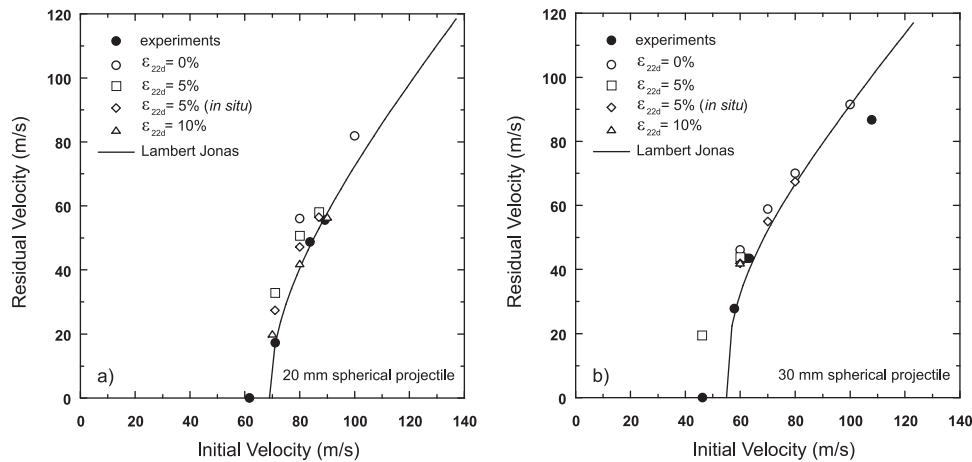 120
100
80
60
40
20
0
Residual Velocity (m/s)
experiments
ε22d= 0%
ε22d= 5%
ε22d= 5% (in situ)
ε22d= 10%
Lambert Jonas
a)
20 mm spherical projectile
0 20 40 60 80 100 120 140
Initial Velocity (m/s)
120
100
80
60
40
20
0
Residual Velocity (m/s)
experiments
ε22d= 0%
ε22d= 5%
ε22d= 5% (in situ)
ε22d= 10%
Lambert Jonas
b)
30 mm spherical projectile
0 20 40 60 80 100 120 140
Initial Velocity (m/s)